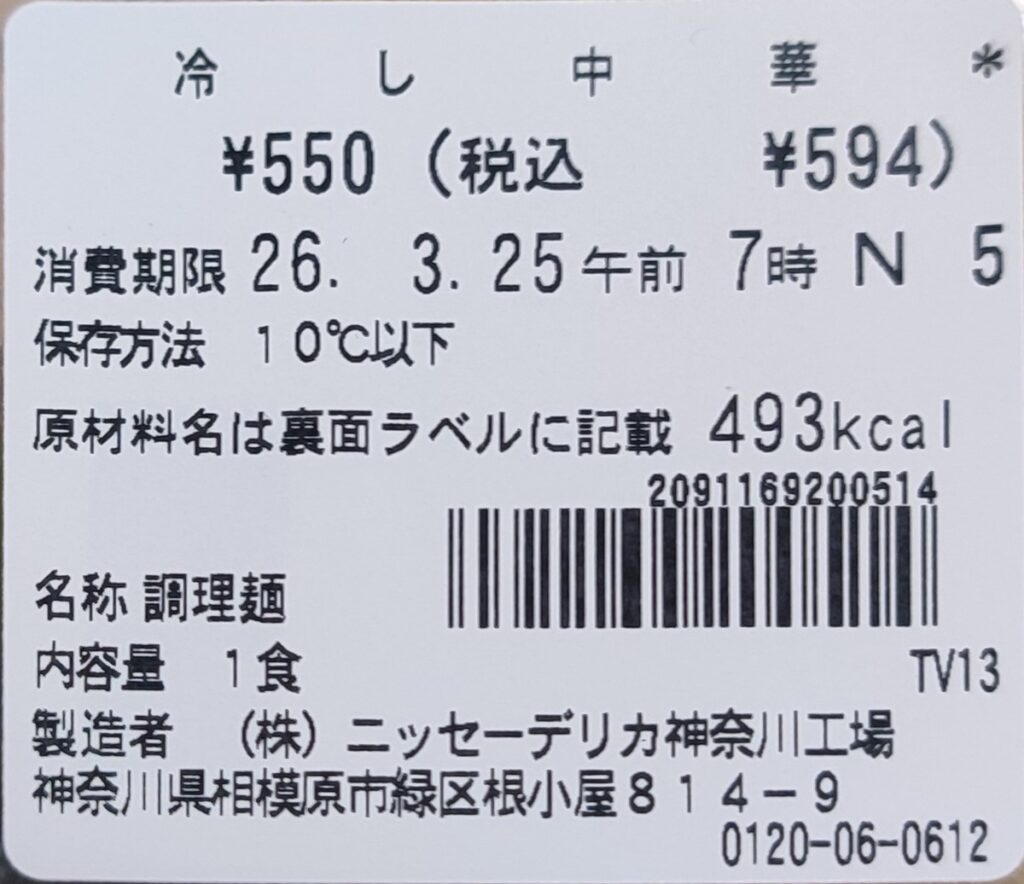 冷し中華*
¥550(税込 ¥594)
消費期限 26. 3. 25午前 7時 N 5
保存方法 10℃以下
原材料名は裏面ラベルに記載 493kcal
2091169200514
名称 調理麺
内容量 1食
TV13
製造者 (株)ニッセーデリカ神奈川工場
神奈川県相模原市緑区根小屋814-9
0120-06-0612